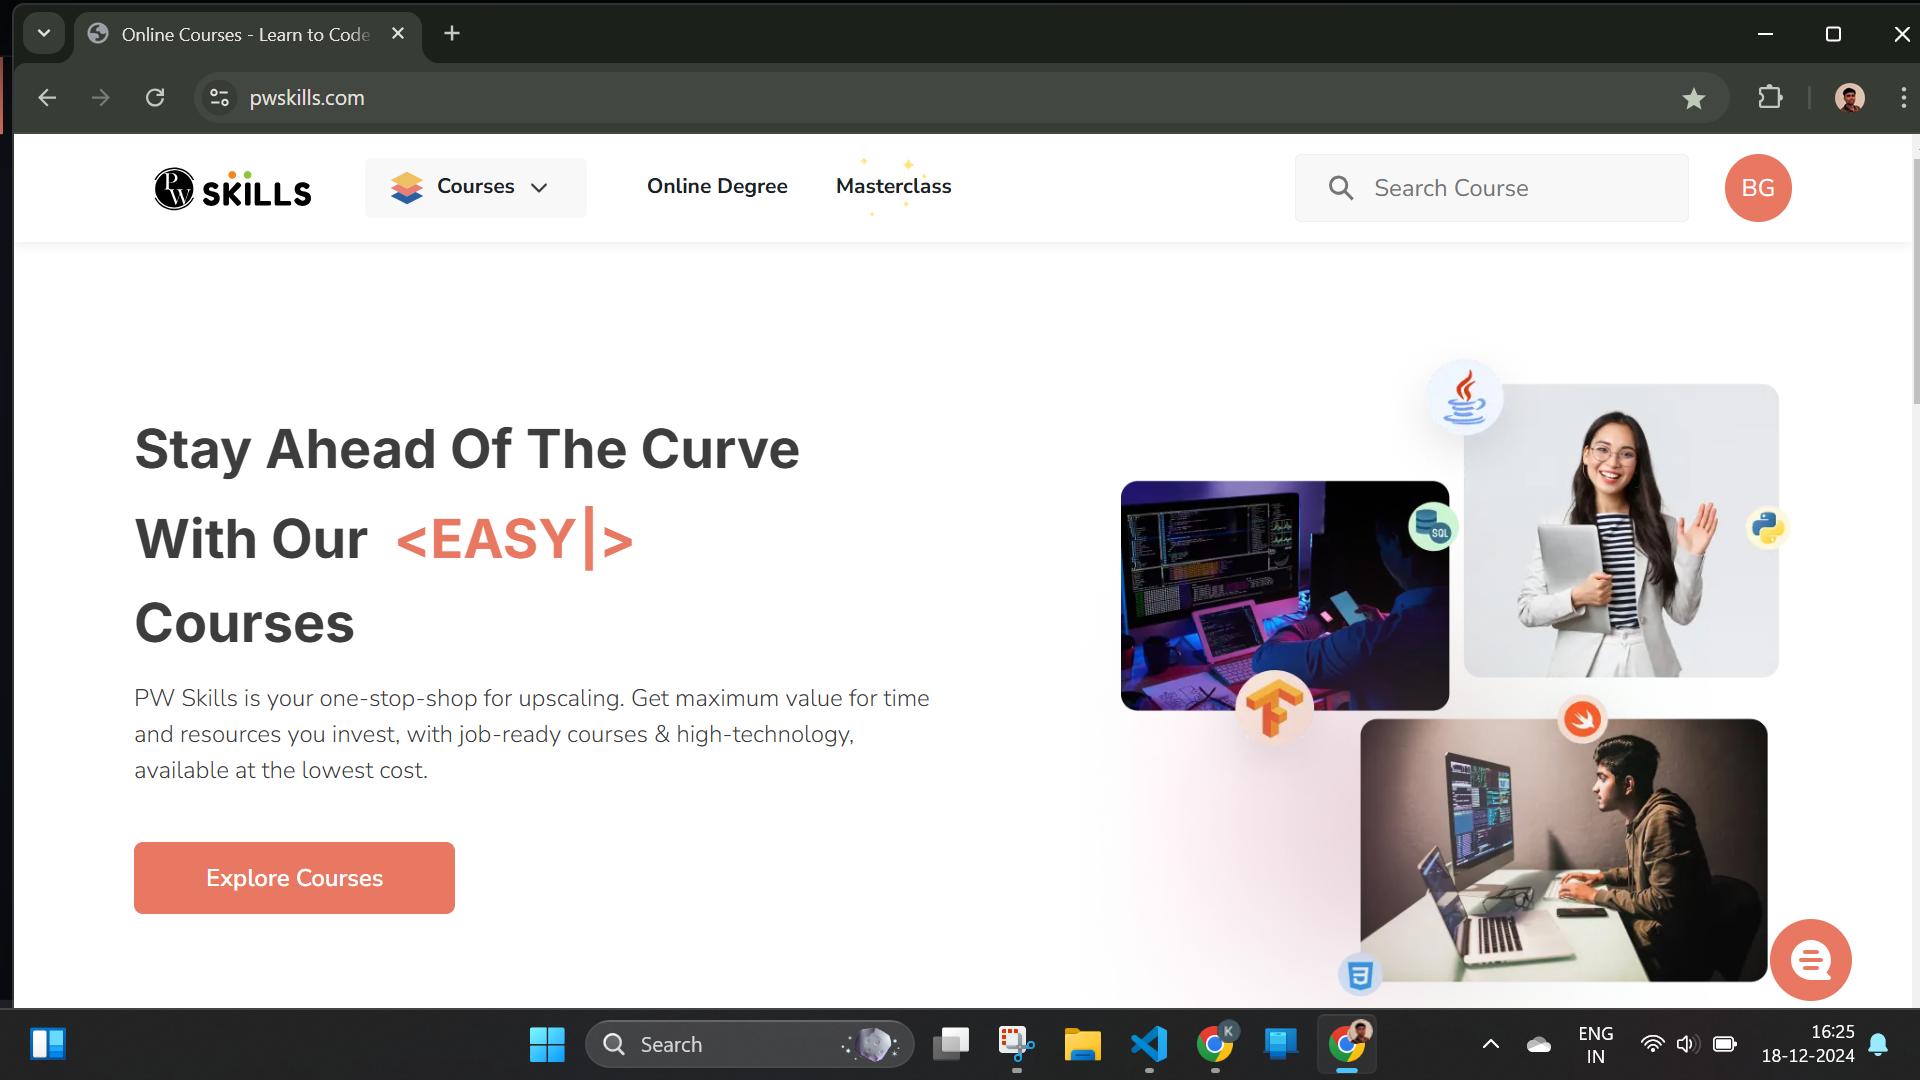 Online Courses - Learn to Code
pwskills.com
PW SKILLS
Courses
Online Degree
Masterclass
Search Course
BG
Stay Ahead Of The Curve
With Our <EASY|>
Courses
PW Skills is your one-stop-shop for upscaling. Get maximum value for time
and resources you invest, with job-ready courses & high-technology,
available at the lowest cost.
Explore Courses
SQL
Search
K
ENG
IN
16:25
18-12-2024